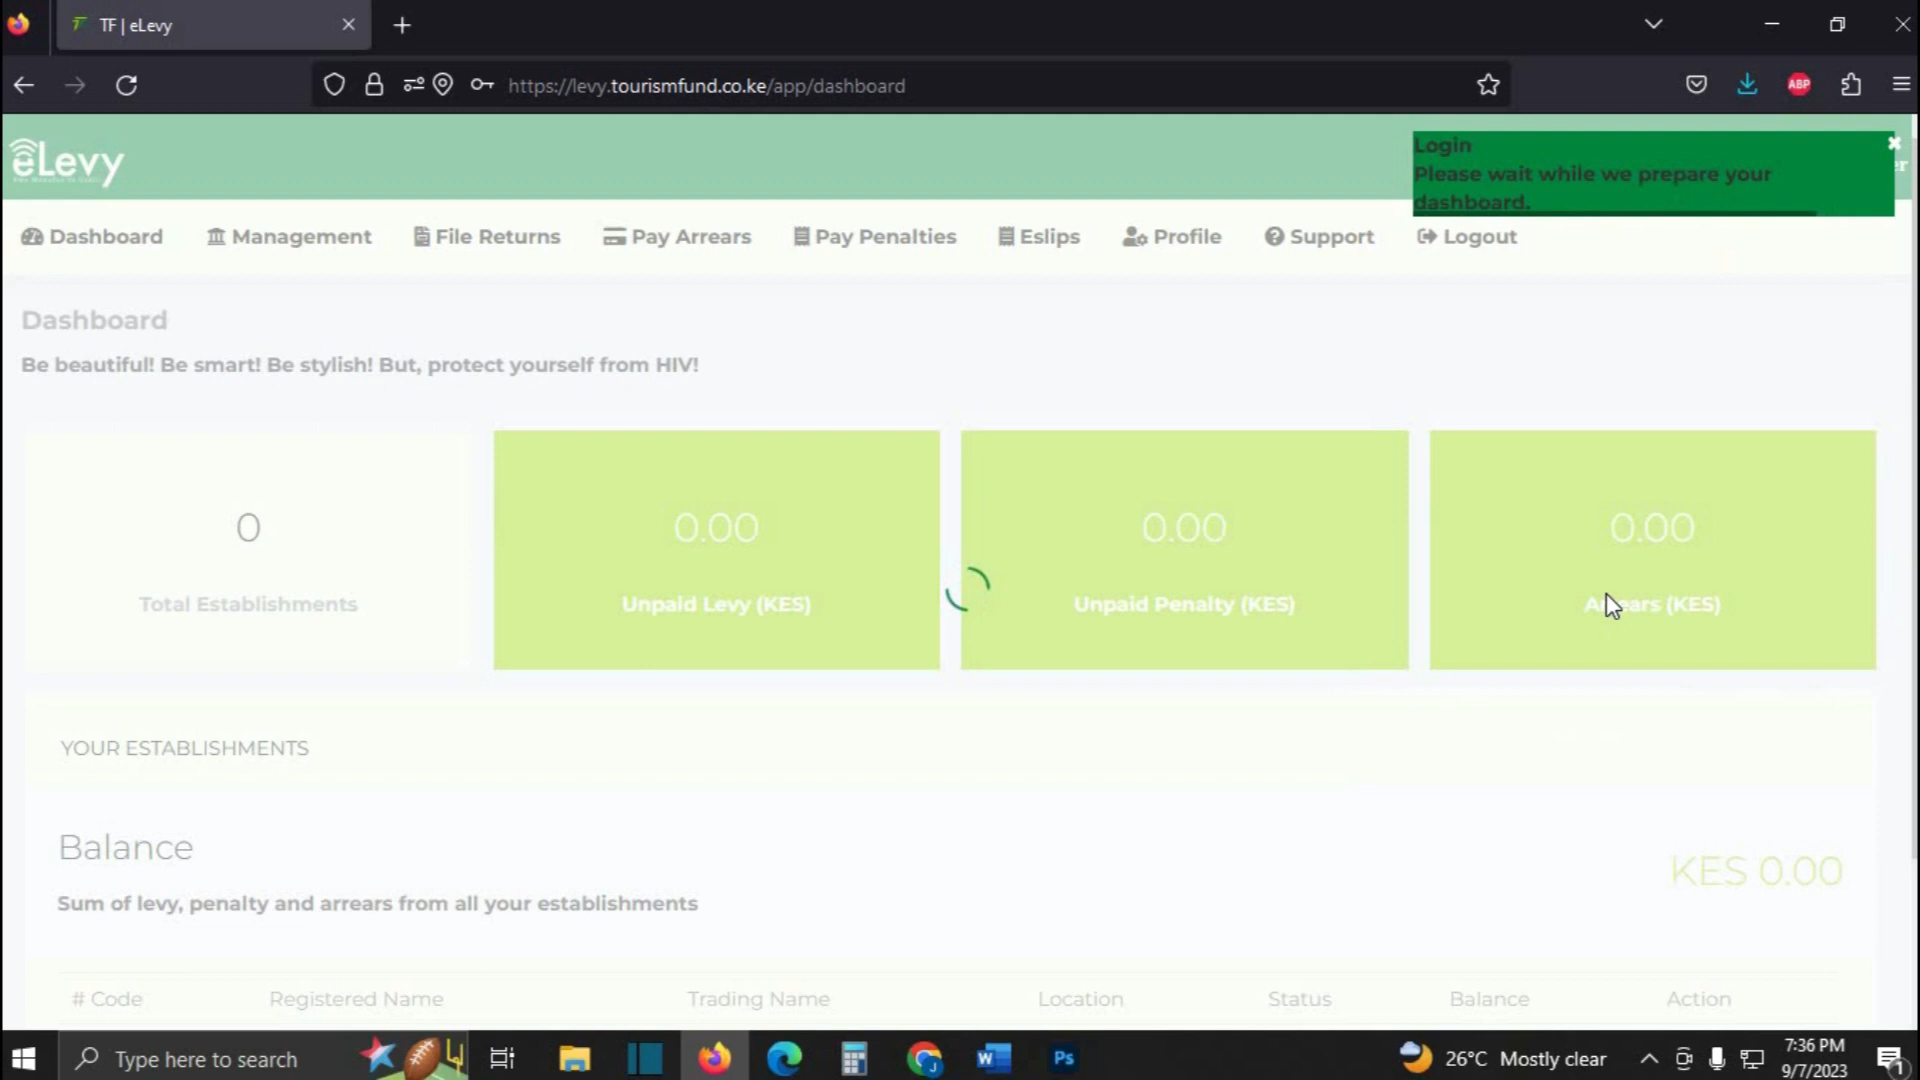 TF | eLevy
https://levy.tourismfund.co.ke/app/dashboard
ABP
eLevy
Login
Please wait while we prepare your
dashboard.
Dashboard Management File Returns Pay Arrears Pay Penalties Eslips Profile Support Logout
Dashboard
Be beautiful! Be smart! Be stylish! But, protect yourself from HIV!
0 0.00 0.00 0.00
Total Establishments Unpaid Levy (KES) Unpaid Penalty (KES) Arrears (KES)
YOUR ESTABLISHMENTS
Balance
KES 0.00
Sum of levy, penalty and arrears from all your establishments
# Code Registered Name Trading Name Location Status Balance Action
Type here to search
26°C Mostly clear
7:36 PM
9/7/2023